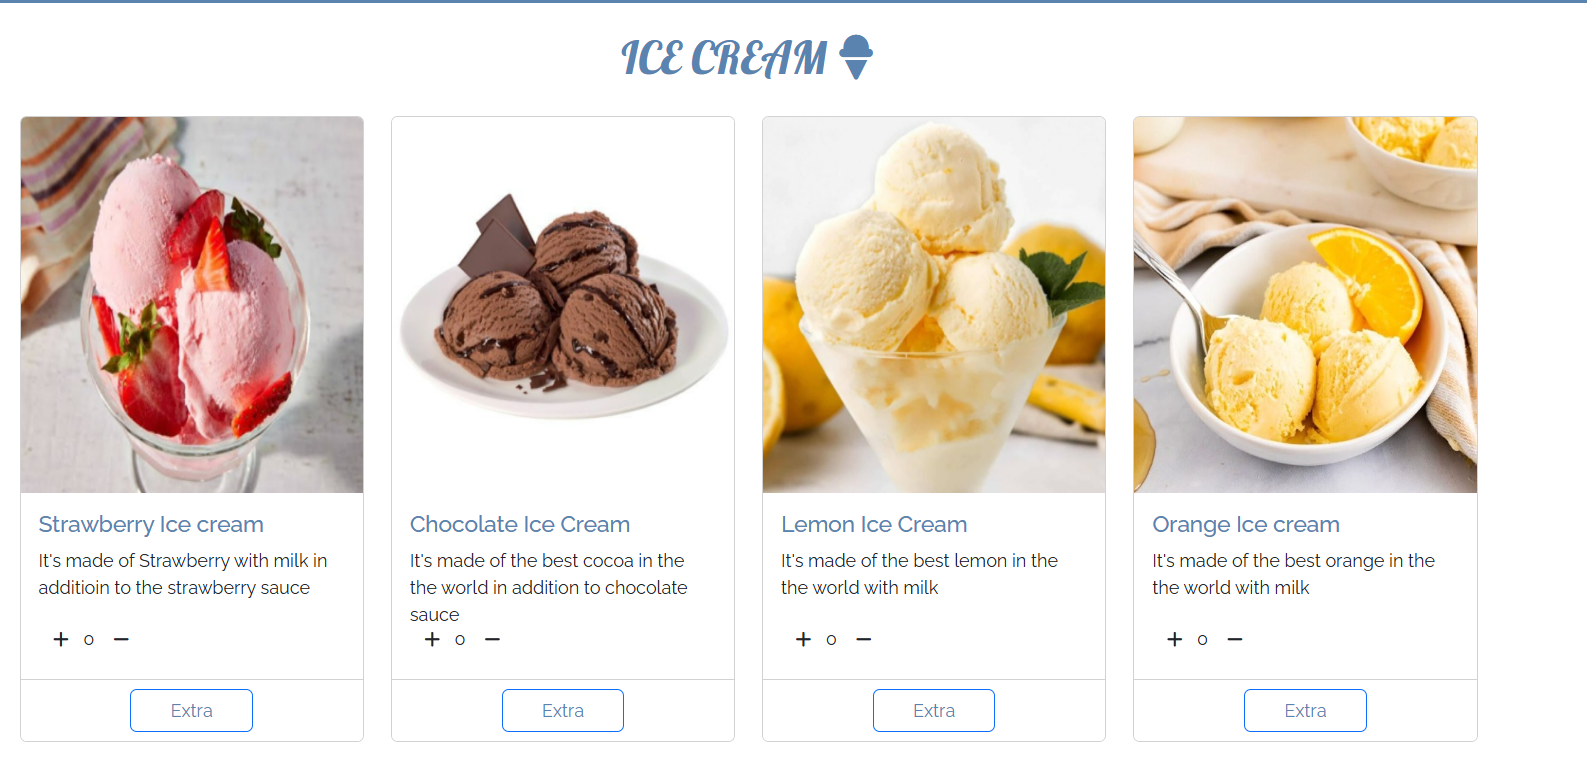 ICE CREAM
Strawberry Ice cream
It's made of Strawberry with milk in
additioin to the strawberry sauce
+ 0 −
Extra
Chocolate Ice Cream
It's made of the best cocoa in the
the world in addition to chocolate
sauce
+ 0 −
Extra
Lemon Ice Cream
It's made of the best lemon in the
the world with milk
+ 0 −
Extra
Orange Ice cream
It's made of the best orange in the
the world with milk
+ 0 −
Extra